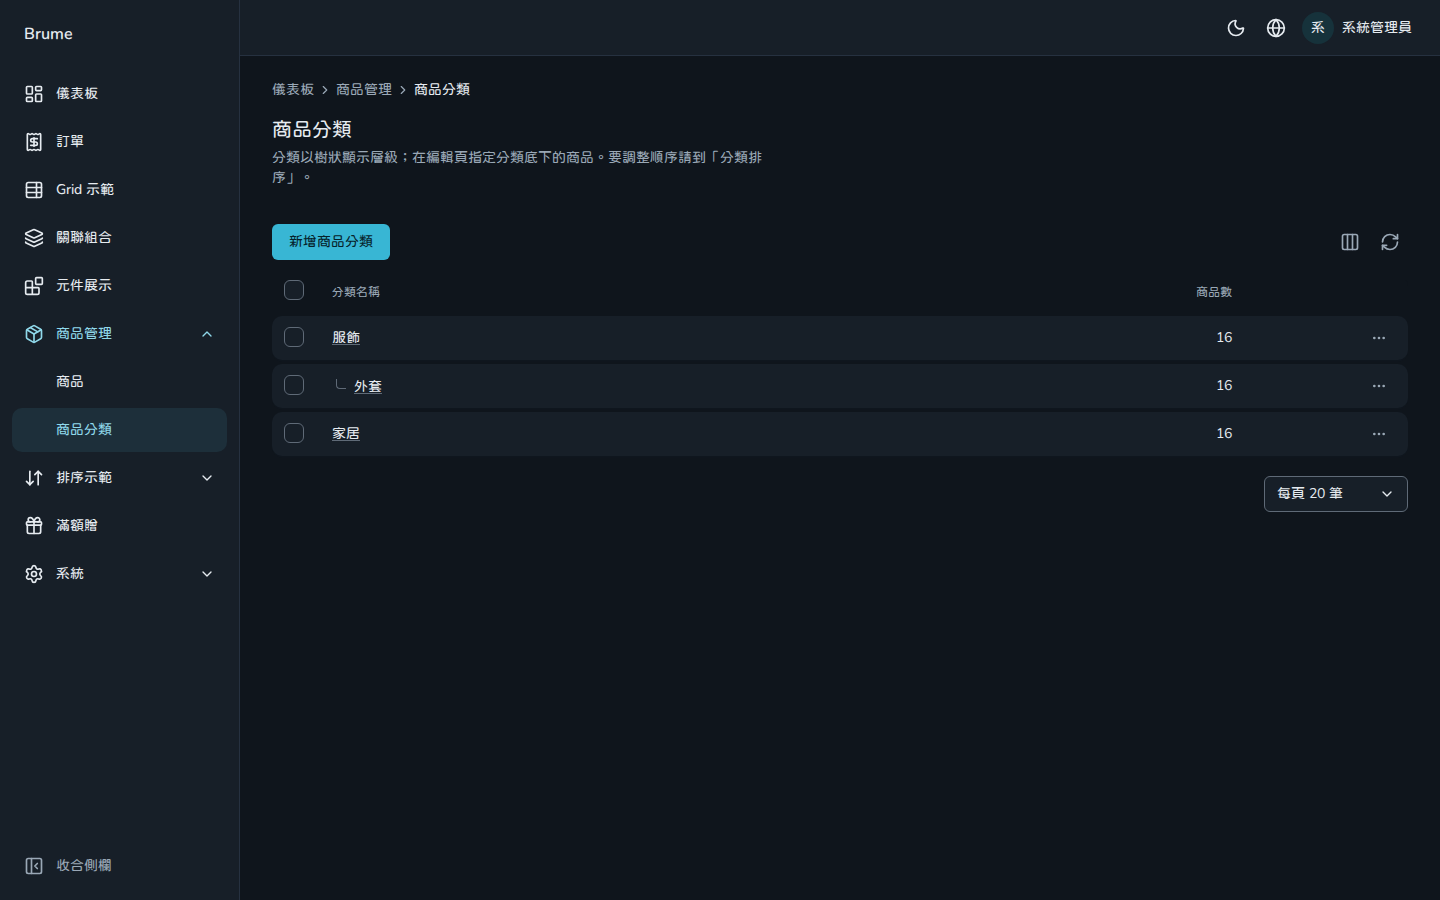 Brume
系
系統管理員
儀表板
訂單
Grid 示範
關聯組合
元件展示
商品管理
商品
商品分類
排序示範
滿額贈
系統
收合側欄
儀表板 > 商品管理 > 商品分類
商品分類
分類以樹狀顯示層級；在編輯頁指定分類底下的商品。要調整順序請到「分類排
序」。
新增商品分類
分類名稱 商品數
服飾 16
外套 16
家居 16
每頁 20 筆